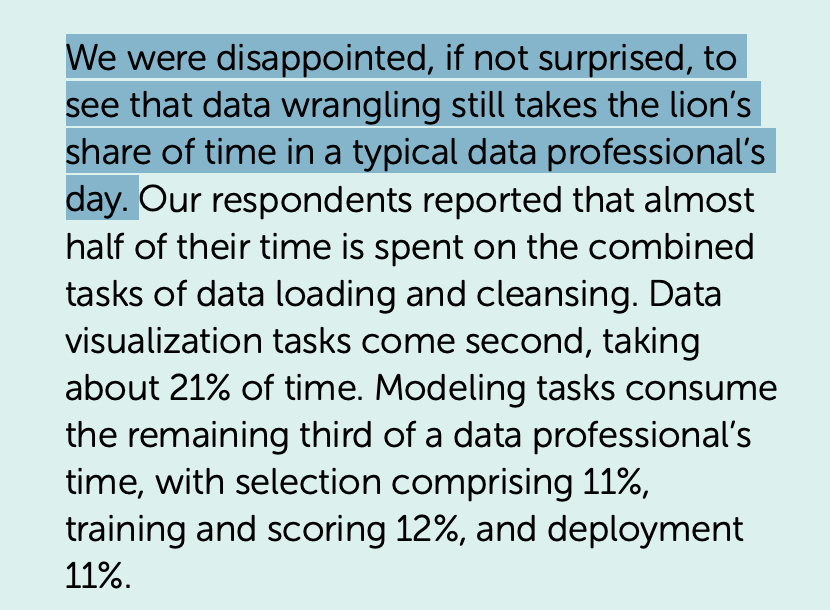 We were disappointed, if not surprised, to
see that data wrangling still takes the lion’s
share of time in a typical data professional’s
day. Our respondents reported that almost
half of their time is spent on the combined
tasks of data loading and cleansing. Data
visualization tasks come second, taking
about 21% of time. Modeling tasks consume
the remaining third of a data professional’s
time, with selection comprising 11%,
training and scoring 12%, and deployment
11%.